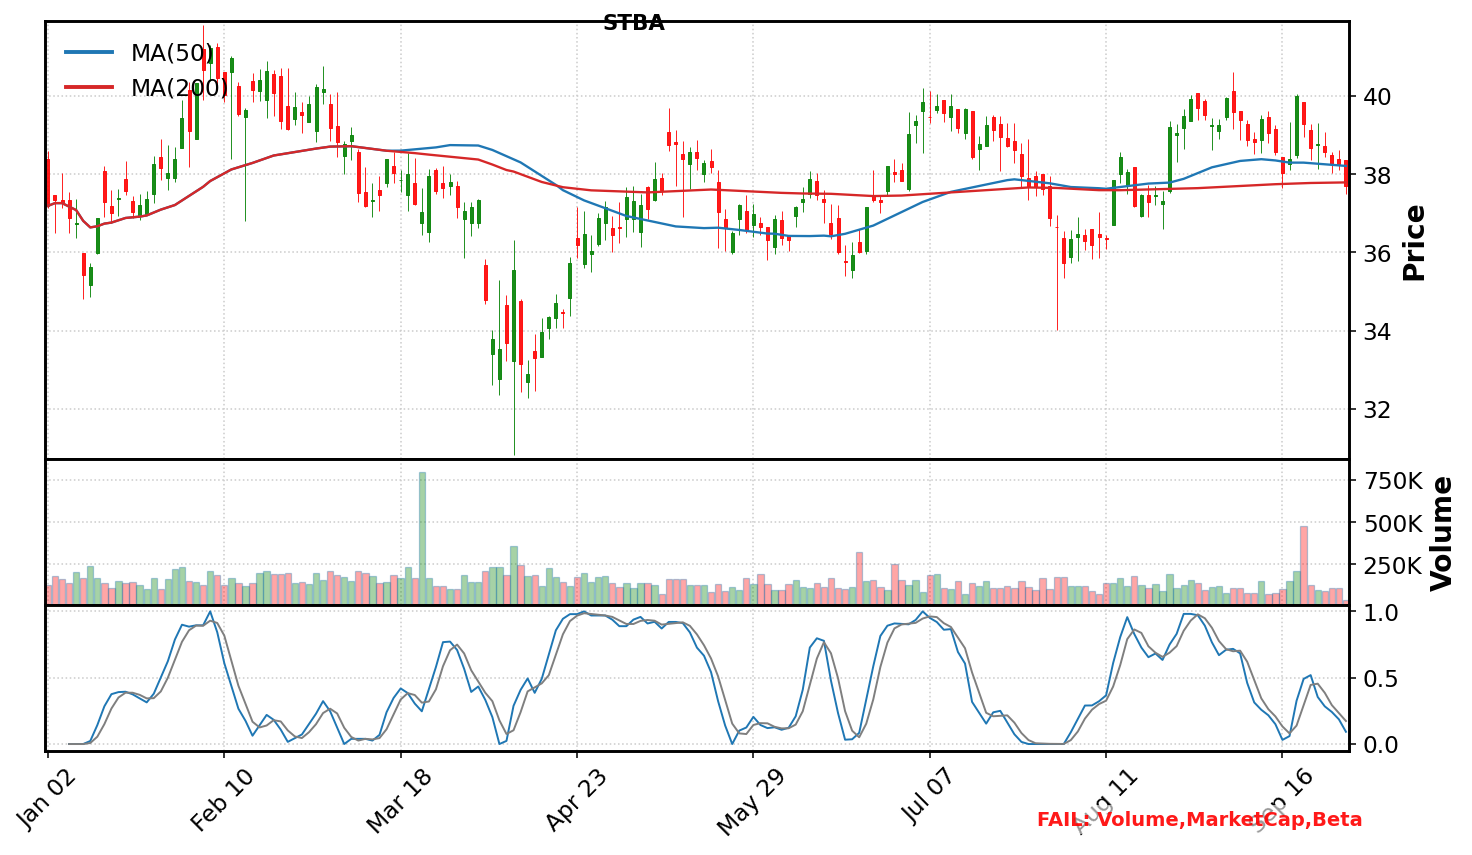 STBA
MA(50)
MA(200)
40
38
36
34
32
Price
750K
500K
250K
Volume
1.0
0.5
0.0
Jan 02
Feb 10
Mar 18
Apr 23
May 29
Jul 07
Aug 11
Sep 16
FAIL: Volume,MarketCap,Beta